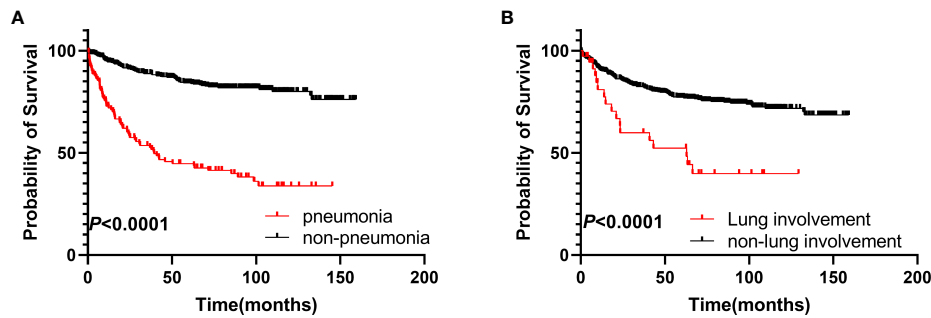 A
Probability of Survival
100
50
0
P<0.0001
pneumonia
non-pneumonia
0 50 100 150 200
Time(months)
B
Probability of Survival
100
50
0
P<0.0001
Lung involvement
non-lung involvement
0 50 100 150 200
Time(months)